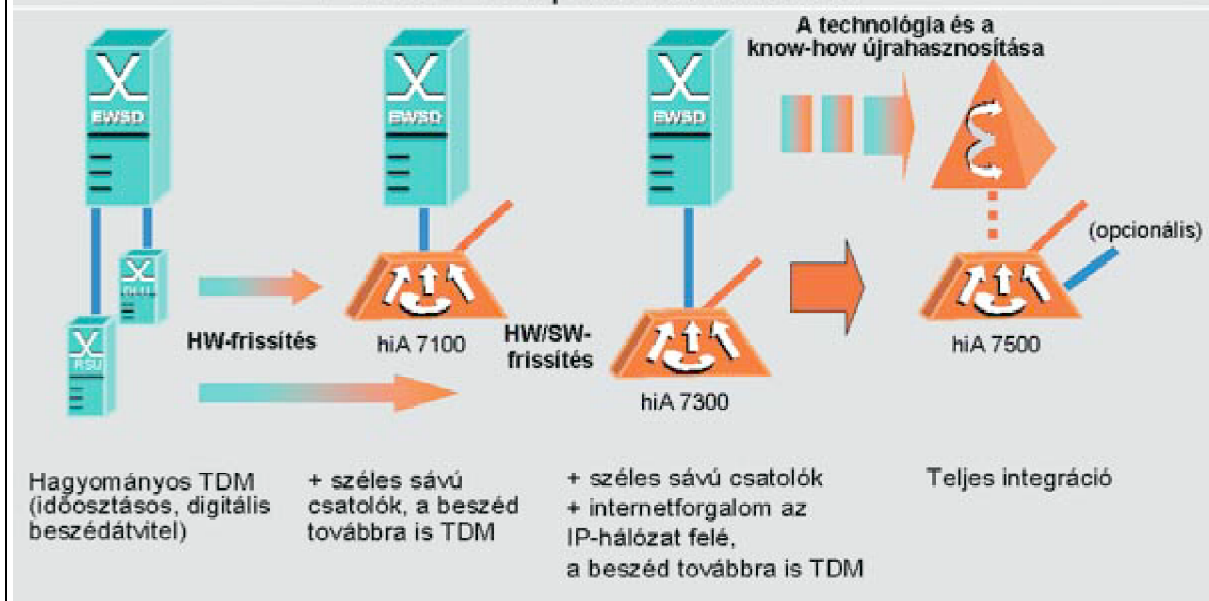 A technológia és a
know-how újrahasznosítása
EWSD
EWSD
EWSD
(opcionális)
DLU
RSU
HW-frissítés
hiA 7100
HW/SW-
frissítés
hiA 7300
hiA 7500
Hagyományos TDM
(időosztásos, digitális
beszédátvitel)
+ széles sávú
csatolók, a beszéd
továbbra is TDM
+ széles sávú csatolók
+ internetforgalom az
IP-hálózat felé,
a beszéd továbbra is TDM
Teljes integráció